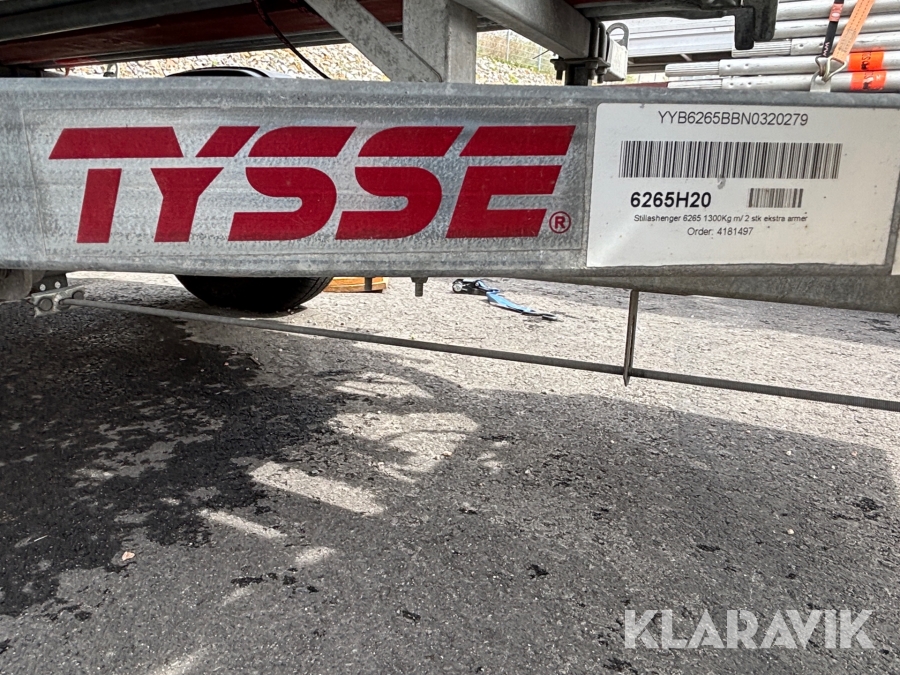 TYSSE®
YYB6265BBN0320279
6265H20
Stillashenger 6265 1300Kg m/ 2 stk ekstra armer
Order: 4181497
KLARAVIK